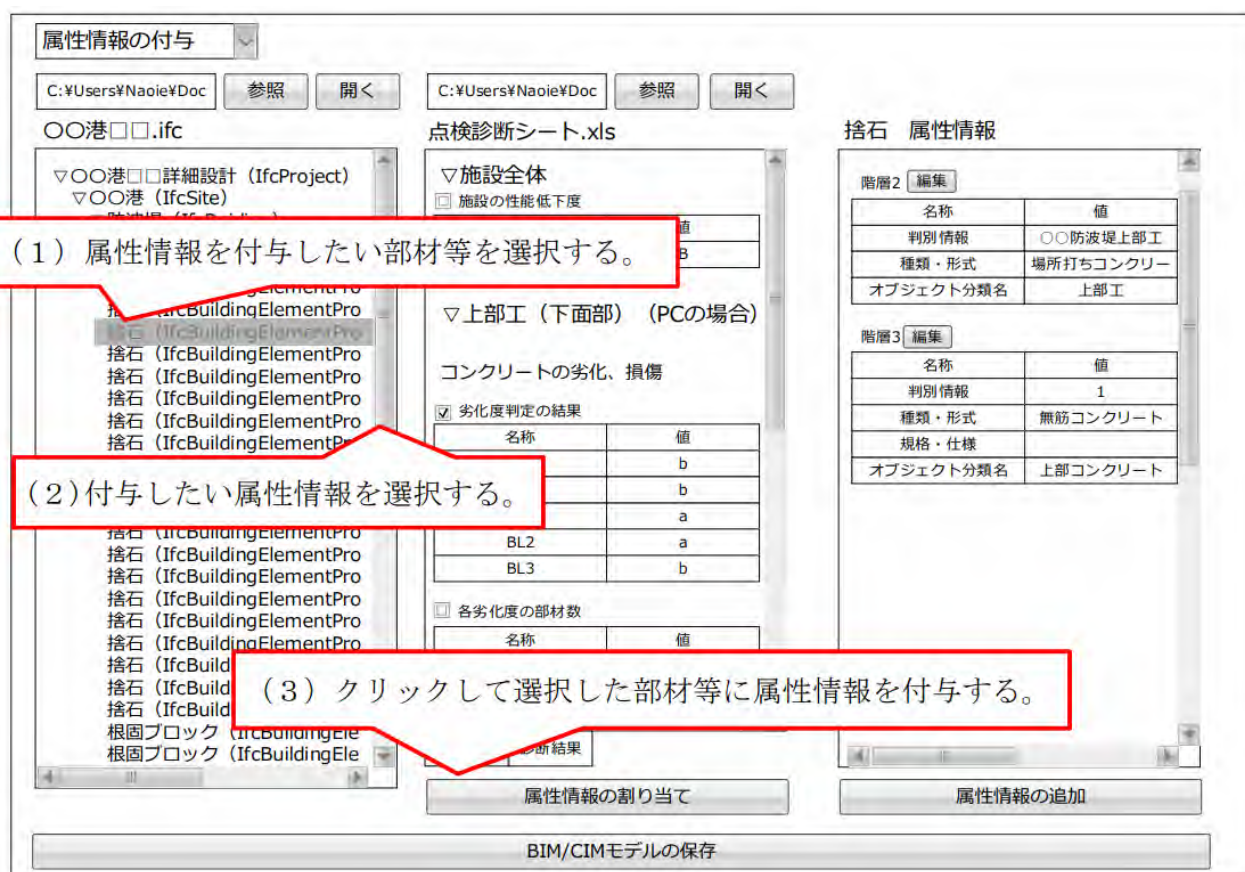 属性情報の付与
C:¥Users¥Naoie¥Doc 参照 開く
〇〇港□□.ifc
▽〇〇港□□詳細設計（IfcProject）
▽〇〇港（IfcSite）
（1）属性情報を付与したい部材等を選択する。
捨石（IfcBuildingElementPro
捨石（IfcBuildingElementPro
捨石（IfcBuildingElementPro
捨石（IfcBuildingElementPro
捨石（IfcBuildingElementPro
捨石（IfcBuildingElementPro
捨石（IfcBuildingElementPro
（2）付与したい属性情報を選択する。
捨石（IfcBuildingElementPro
捨石（IfcBuildingElementPro
捨石（IfcBuildingElementPro
捨石（IfcBuildingElementPro
捨石（IfcBuildingElementPro
捨石（IfcBuildingElementPro
捨石（IfcBuild
捨石（IfcBuild
捨石（IfcBuild
根固ブロック（IfcBuildingEle
根固ブロック（IfcBuildingEle
C:¥Users¥Naoie¥Doc 参照 開く
点検診断シート.xls
▽施設全体
施設の性能低下度
値
B
▽上部工（下面部）（PCの場合）
コンクリートの劣化、損傷
劣化度判定の結果
名称 値
b
b
a
BL2 a
BL3 b
各劣化度の部材数
名称 値
（3）クリックして選択した部材等に属性情報を付与する。
診断結果
属性情報の割り当て
捨石 属性情報
階層2 編集
名称 値
判別情報 〇〇防波堤上部工
種類・形式 場所打ちコンクリー
オブジェクト分類名 上部工
階層3 編集
名称 値
判別情報 1
種類・形式 無筋コンクリート
規格・仕様
オブジェクト分類名 上部コンクリート
属性情報の追加
BIM/CIMモデルの保存